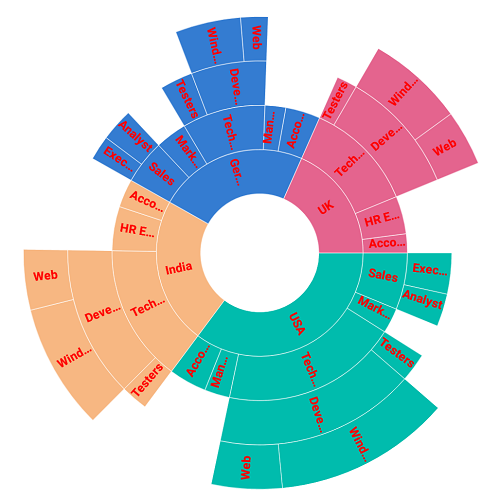 USA
Sales
Exec...
Analyst
Mark...
Tech...
Testers
Deve...
Wind...
Web
Man...
Acco...
India
Tech...
Testers
Deve...
Wind...
Web
HR E...
Acco...
Ger...
Sales
Exec...
Analyst
Mark...
Tech...
Testers
Deve...
Wind...
Web
Man...
Acco...
UK
Tech...
Testers
Deve...
Wind...
Web
HR E...
Acco...